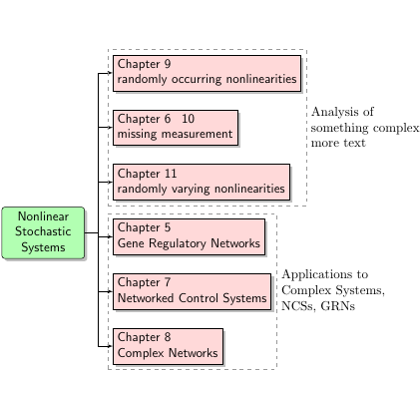 Chapter 9
randomly occurring nonlinearities
Chapter 6 10
missing measurement
Chapter 11
randomly varying nonlinearities
Analysis of
something complex
more text
Nonlinear
Stochastic
Systems
Chapter 5
Gene Regulatory Networks
Chapter 7
Networked Control Systems
Chapter 8
Complex Networks
Applications to
Complex Systems,
NCSs, GRNs